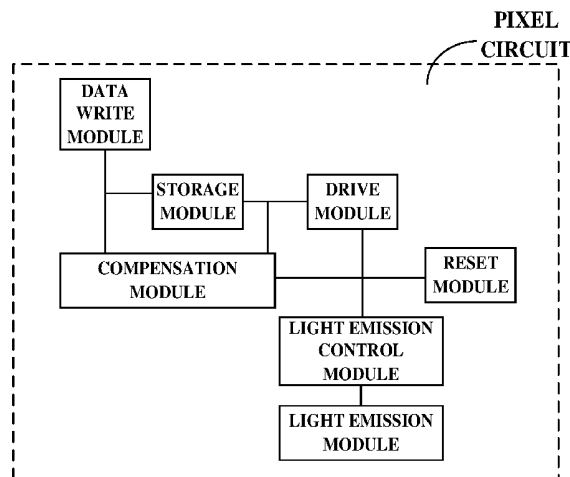 PIXEL
CIRCUIT
DATA
WRITE
MODULE
STORAGE
MODULE
DRIVE
MODULE
COMPENSATION
MODULE
RESET
MODULE
LIGHT EMISSION
CONTROL
MODULE
LIGHT EMISSION
MODULE